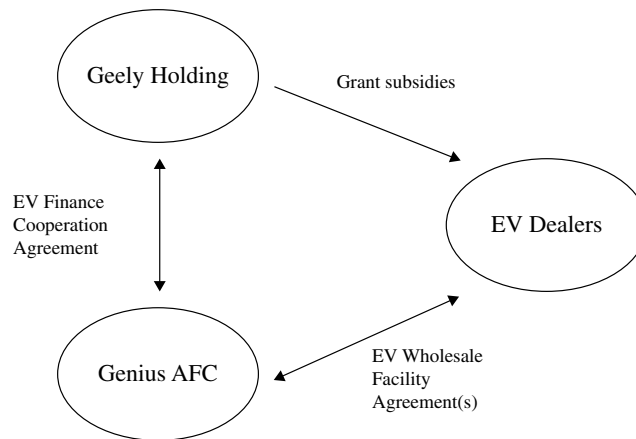 Geely Holding
Grant subsidies
EV Finance
Cooperation
Agreement
EV Dealers
Genius AFC
EV Wholesale
Facility
Agreement(s)